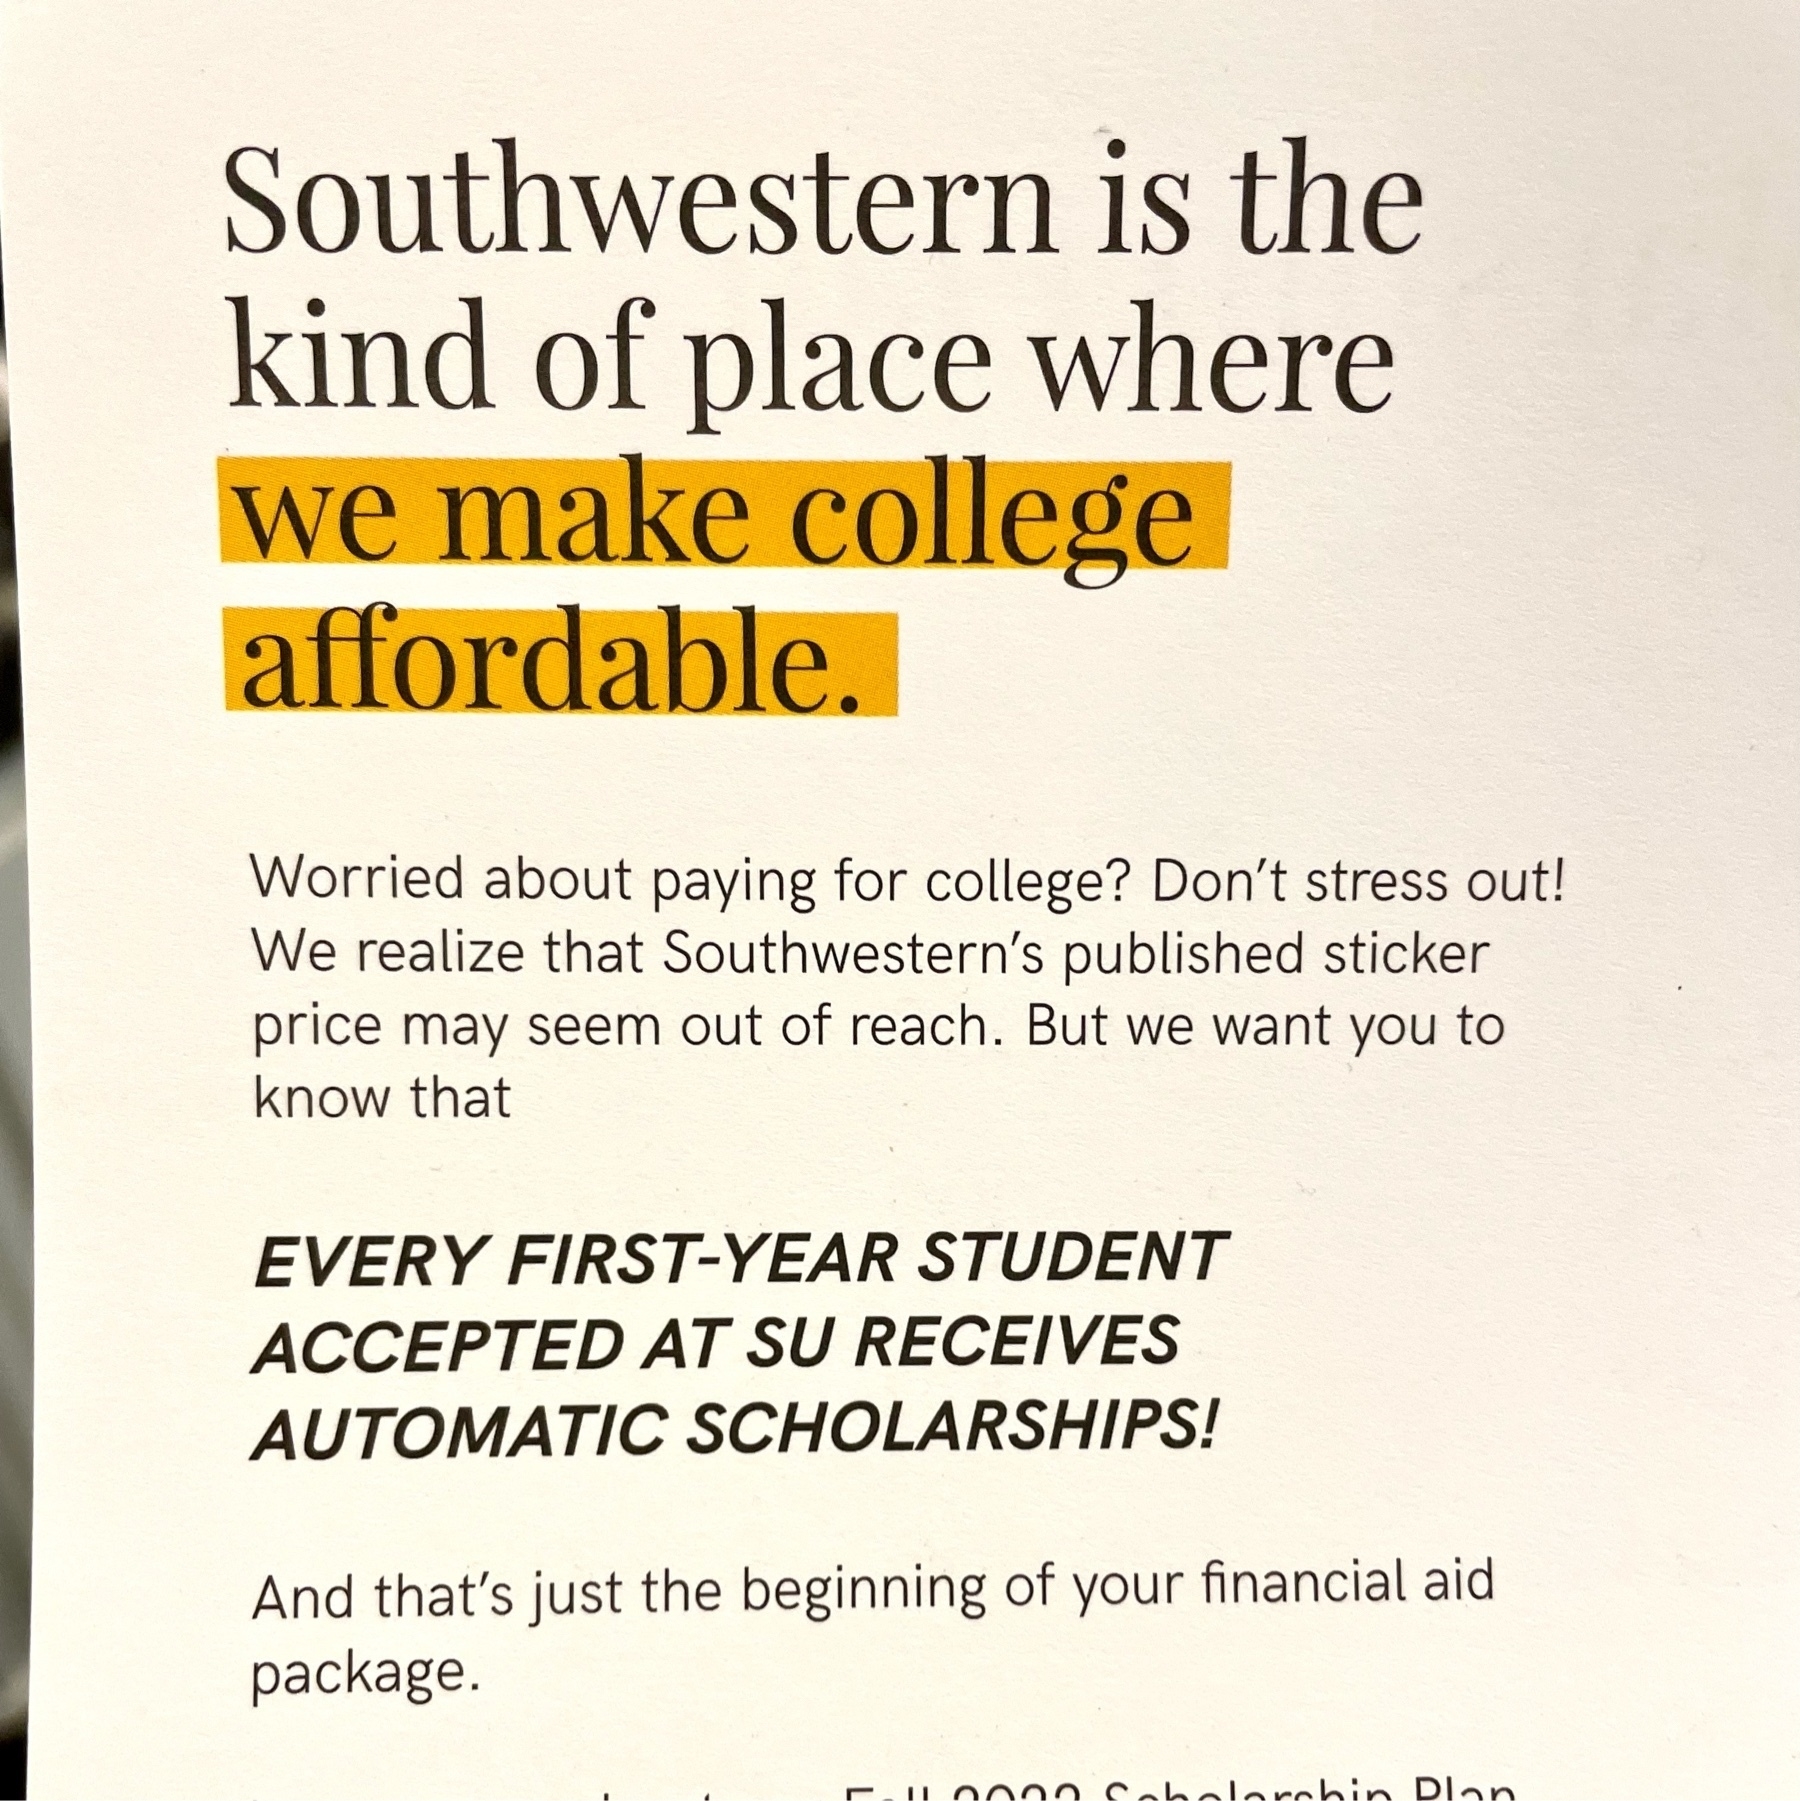 Southwestern is the
kind of place where
we make college
affordable.
Worried about paying for college? Don't stress out!
We realize that Southwestern's published sticker
price may seem out of reach. But we want you to
know that
EVERY FIRST-YEAR STUDENT
ACCEPTED AT SU RECEIVES
AUTOMATIC SCHOLARSHIPS!
And that's just the beginning of your financial aid
package.
Fall Scholarship Plan